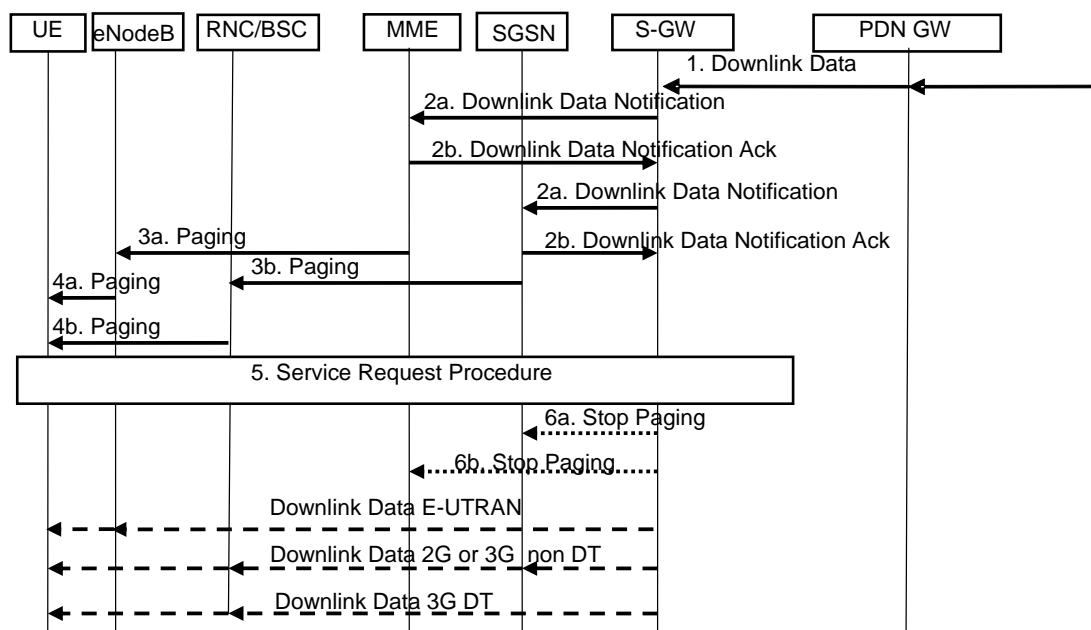 UE
eNodeB
RNC/BSC
MME
SGSN
S-GW
PDN GW
1. Downlink Data
2a. Downlink Data Notification
2b. Downlink Data Notification Ack
2a. Downlink Data Notification
3a. Paging
2b. Downlink Data Notification Ack
3b. Paging
4a. Paging
4b. Paging
5. Service Request Procedure
6a. Stop Paging
6b. Stop Paging
Downlink Data E-UTRAN
Downlink Data 2G or 3G non DT
Downlink Data 3G DT